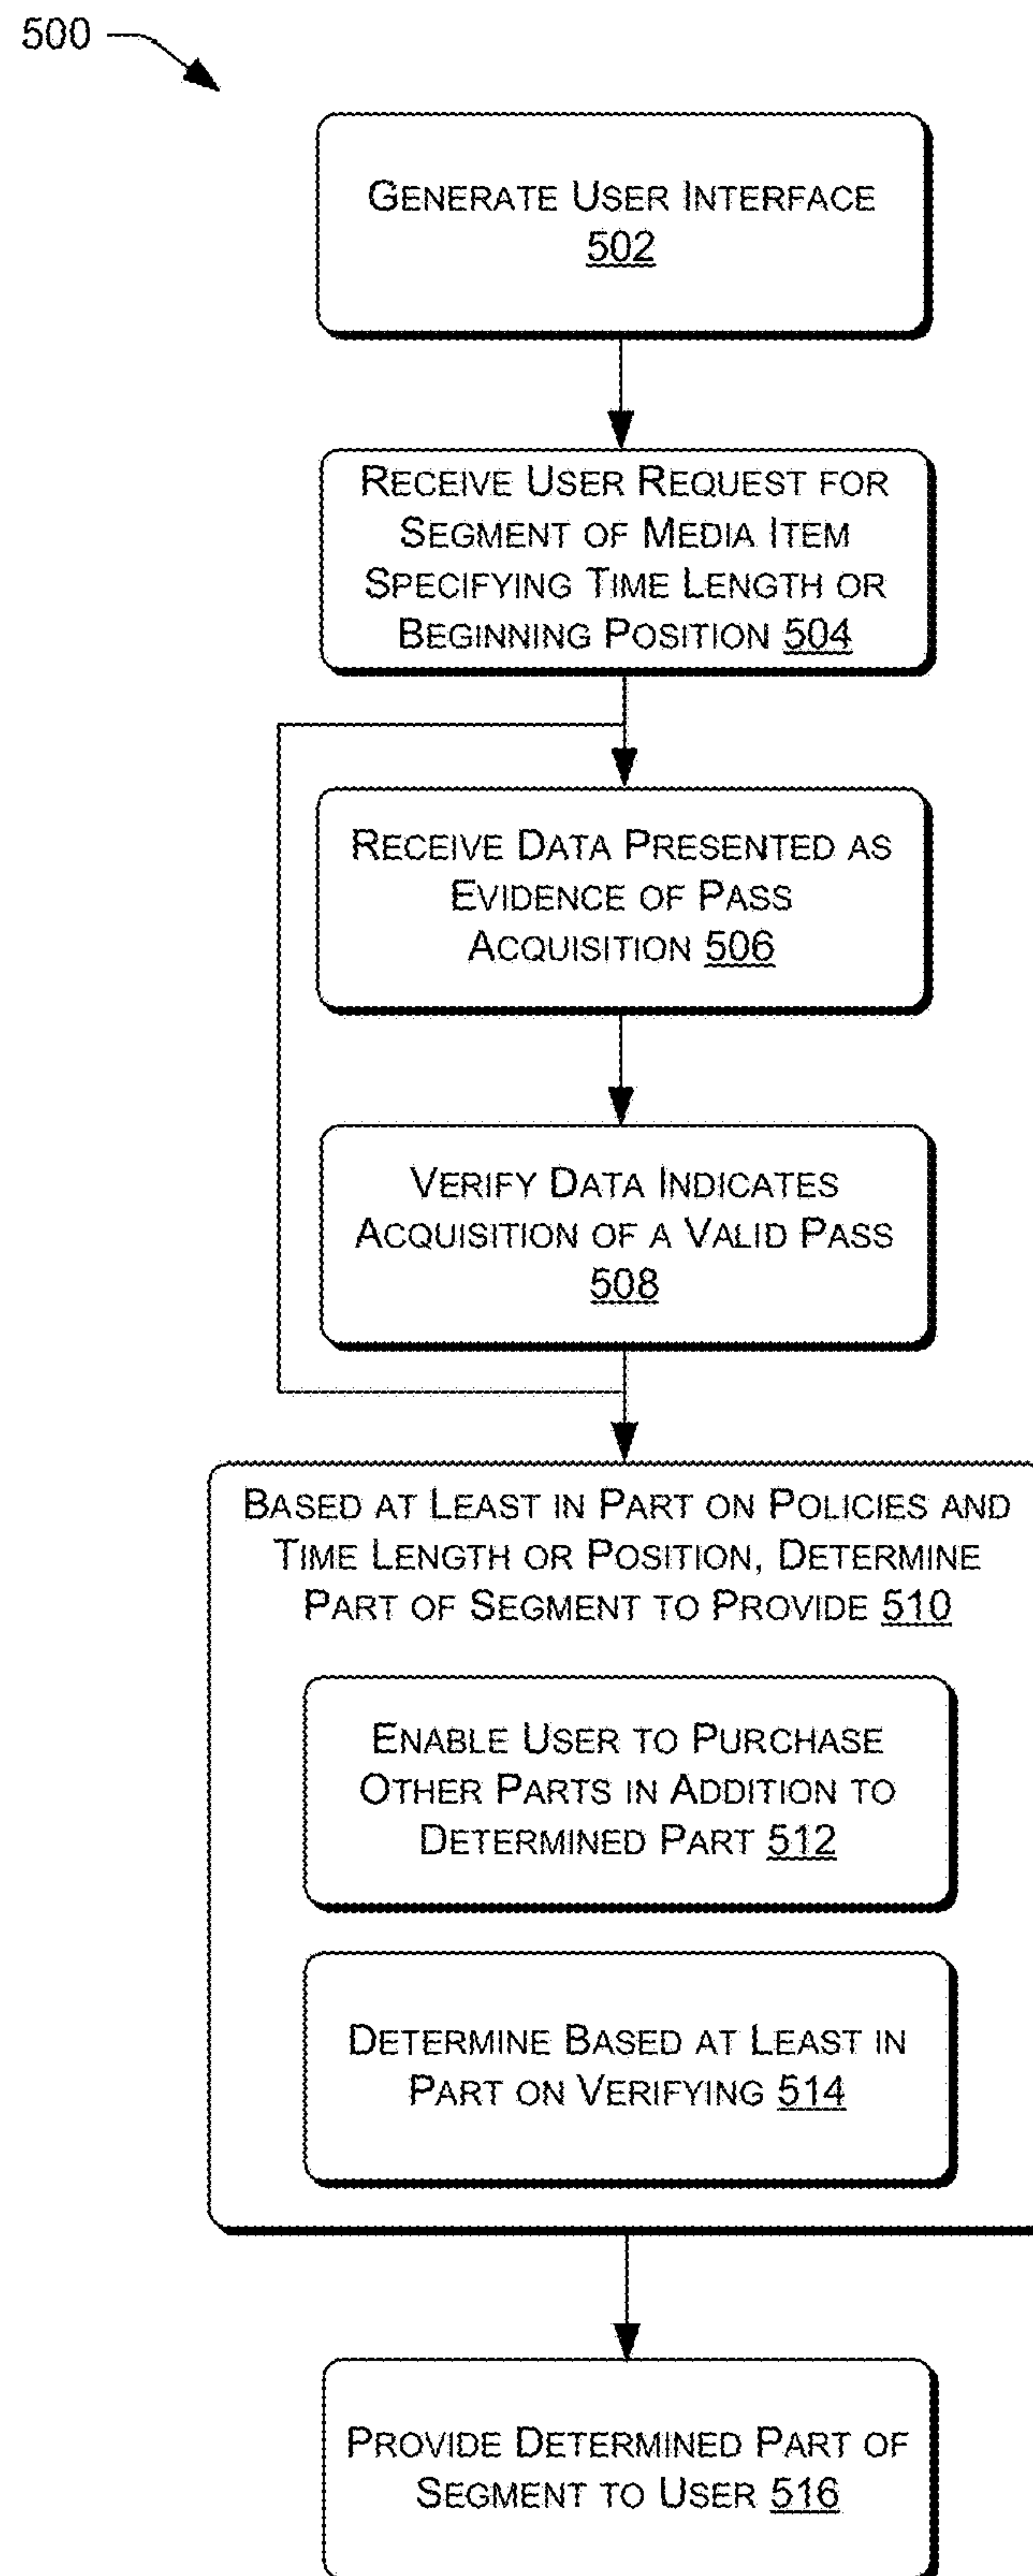 500
GENERATE USER INTERFACE
502
RECEIVE USER REQUEST FOR
SEGMENT OF MEDIA ITEM
SPECIFYING TIME LENGTH OR
BEGINNING POSITION 504
RECEIVE DATA PRESENTED AS
EVIDENCE OF PASS
ACQUISITION 506
VERIFY DATA INDICATES
ACQUISITION OF A VALID PASS
508
BASED AT LEAST IN PART ON POLICIES AND
TIME LENGTH OR POSITION, DETERMINE
PART OF SEGMENT TO PROVIDE 510
ENABLE USER TO PURCHASE
OTHER PARTS IN ADDITION TO
DETERMINED PART 512
DETERMINE BASED AT LEAST IN
PART ON VERIFYING 514
PROVIDE DETERMINED PART OF
SEGMENT TO USER 516